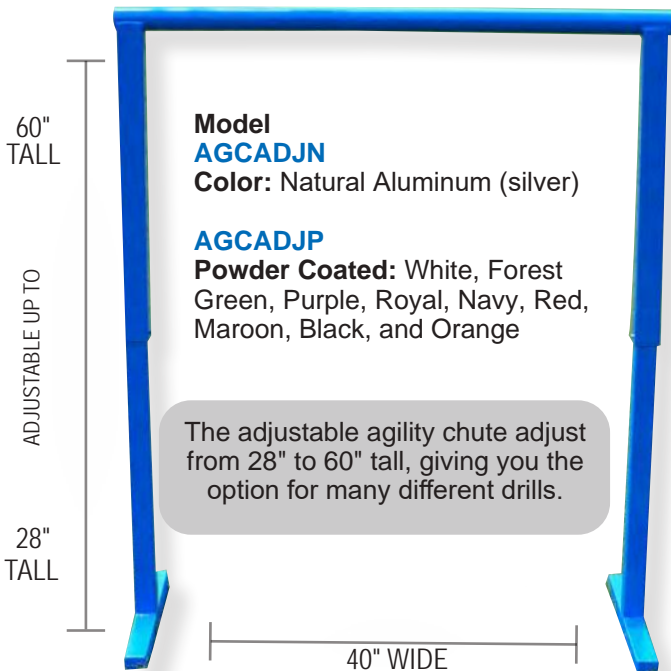 60"
TALL
ADJUSTABLE UP TO
28"
TALL
Model
AGCADJN
Color: Natural Aluminum (silver)
AGCADJP
Powder Coated: White, Forest
Green, Purple, Royal, Navy, Red,
Maroon, Black, and Orange
The adjustable agility chute adjust
from 28" to 60" tall, giving you the
option for many different drills.
40" WIDE